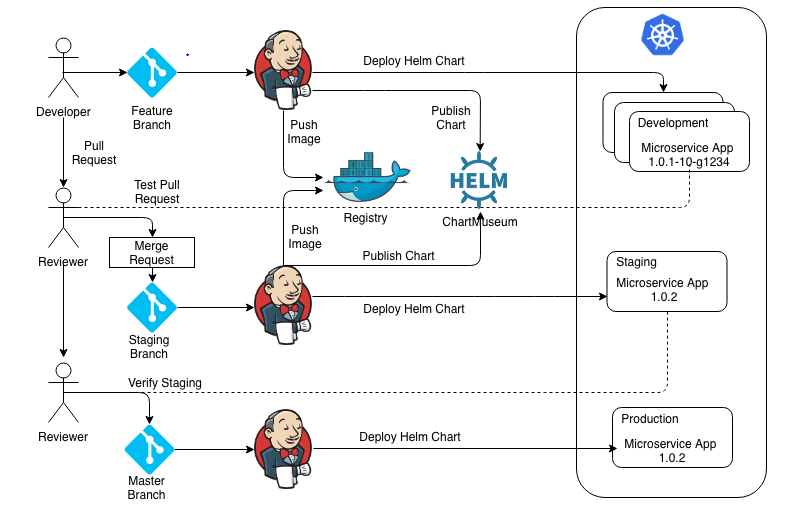 Deploy Helm Chart
Developer
Feature
Branch
Push
Image
Publish
Chart
Development
Microservice App
1.0.1-10-g1234
Pull
Request
Test Pull
Request
HELM
Registry
ChartMuseum
Reviewer
Merge
Request
Push
Image
Publish Chart
Staging
Microservice App
1.0.2
Deploy Helm Chart
Staging
Branch
Verify Staging
Reviewer
Deploy Helm Chart
Production
Microservice App
1.0.2
Master
Branch